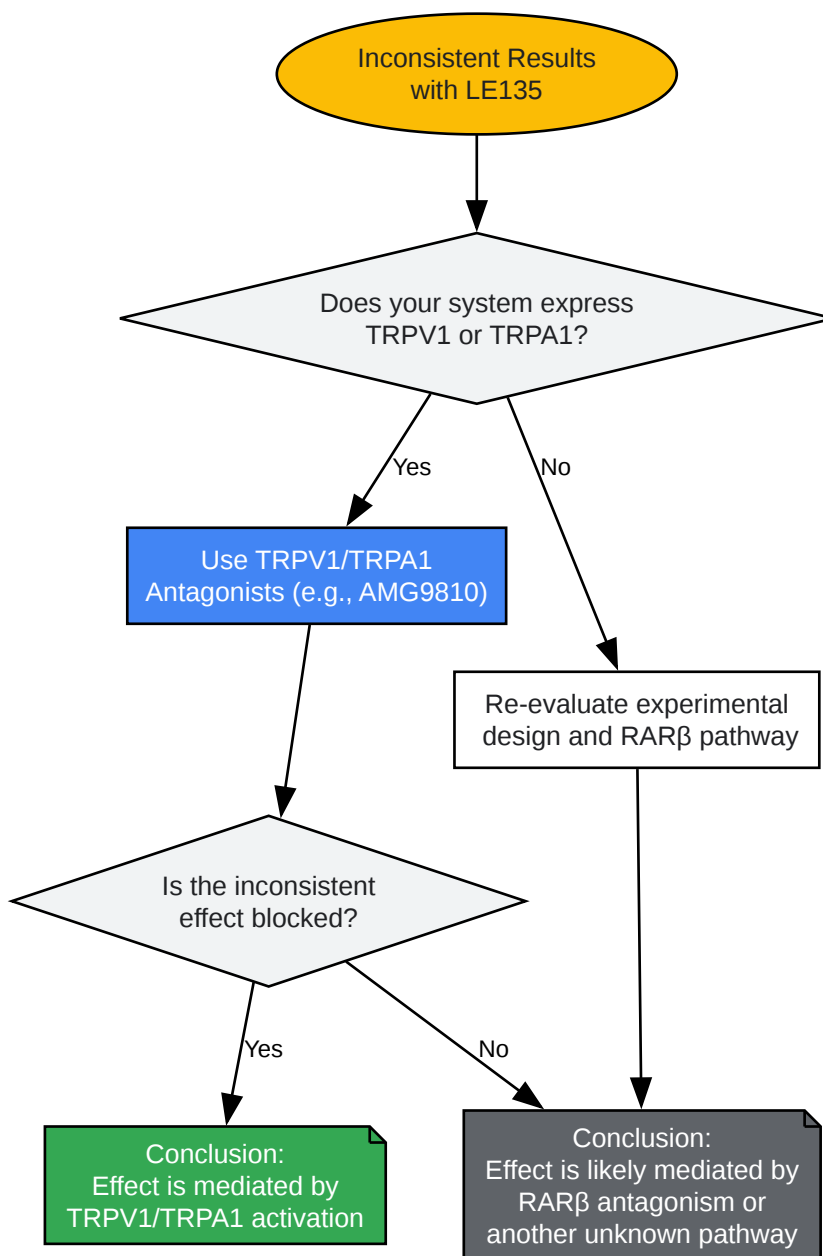 Inconsistent Results
with LE135
Does your system express
TRPV1 or TRPA1?
Yes
No
Use TRPV1/TRPA1
Antagonists (e.g., AMG9810)
Re-evaluate experimental
design and RARβ pathway
Is the inconsistent
effect blocked?
Yes
No
Conclusion:
Effect is mediated by
TRPV1/TRPA1 activation
Conclusion:
Effect is likely mediated by
RARβ antagonism or
another unknown pathway